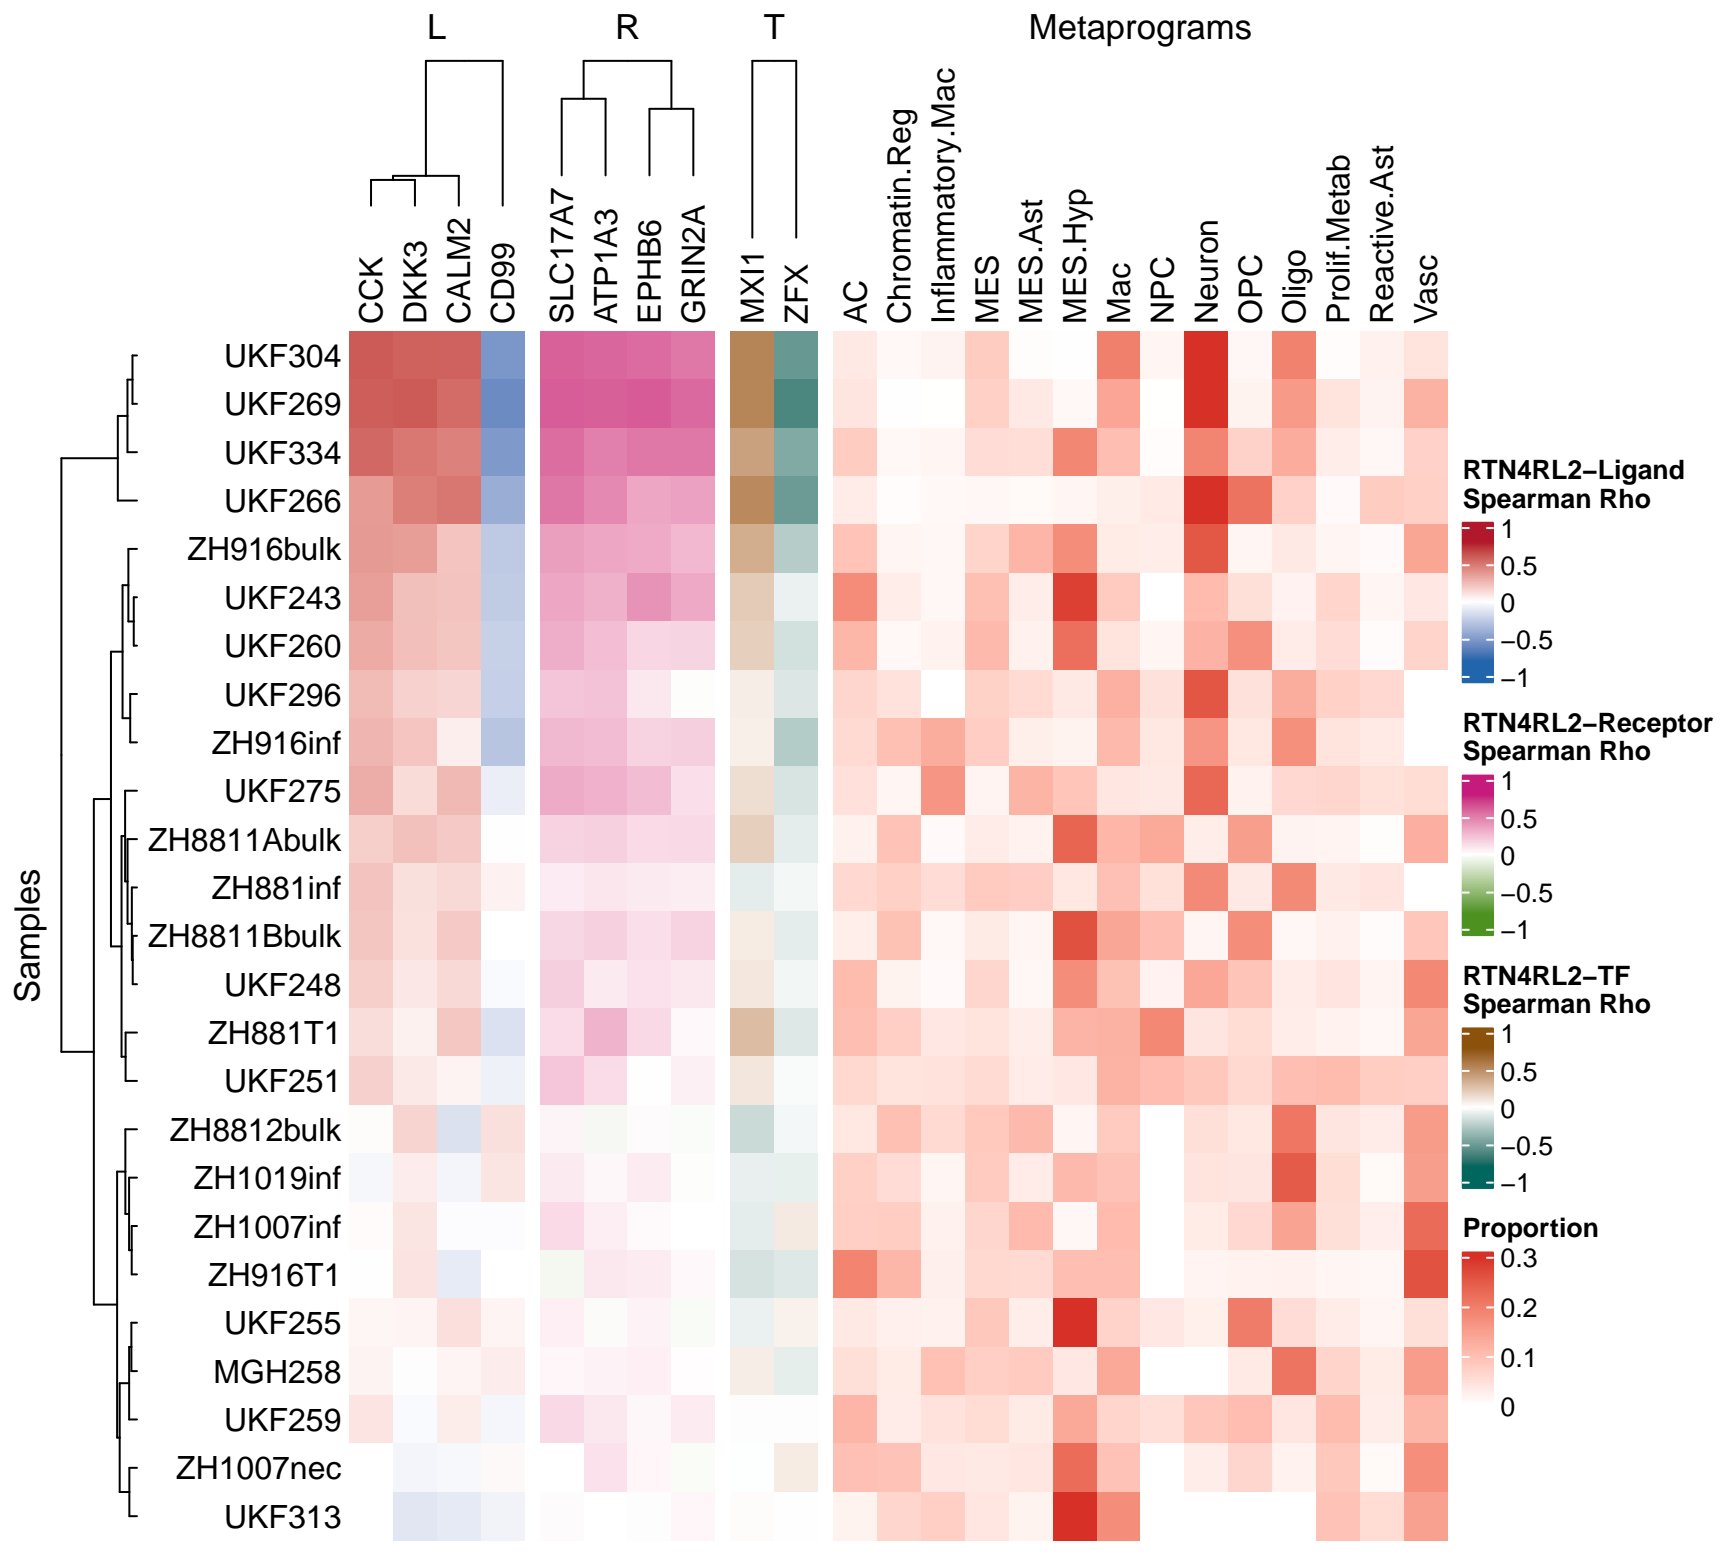 L R T Metaprograms
CCK DKK3 CALM2 CD99 SLC17A7 ATP1A3 EPHB6 GRIN2A MXI1 ZFX AC Chromatin.Reg Inflammatory.Mac MES MES.Ast MES.Hyp Mac NPC Neuron OPC Oligo Prolif.Metab Reactive.Ast Vasc
Samples
UKF304
UKF269
UKF334
UKF266
ZH916bulk
UKF243
UKF260
UKF296
ZH916inf
UKF275
ZH8811Abulk
ZH881inf
ZH8811Bbulk
UKF248
ZH881T1
UKF251
ZH8812bulk
ZH1019inf
ZH1007inf
ZH916T1
UKF255
MGH258
UKF259
ZH1007nec
UKF313
RTN4RL2−Ligand
Spearman Rho
1
0.5
0
−0.5
−1
RTN4RL2−Receptor
Spearman Rho
1
0.5
0
−0.5
−1
RTN4RL2−TF
Spearman Rho
1
0.5
0
−0.5
−1
Proportion
0.3
0.2
0.1
0